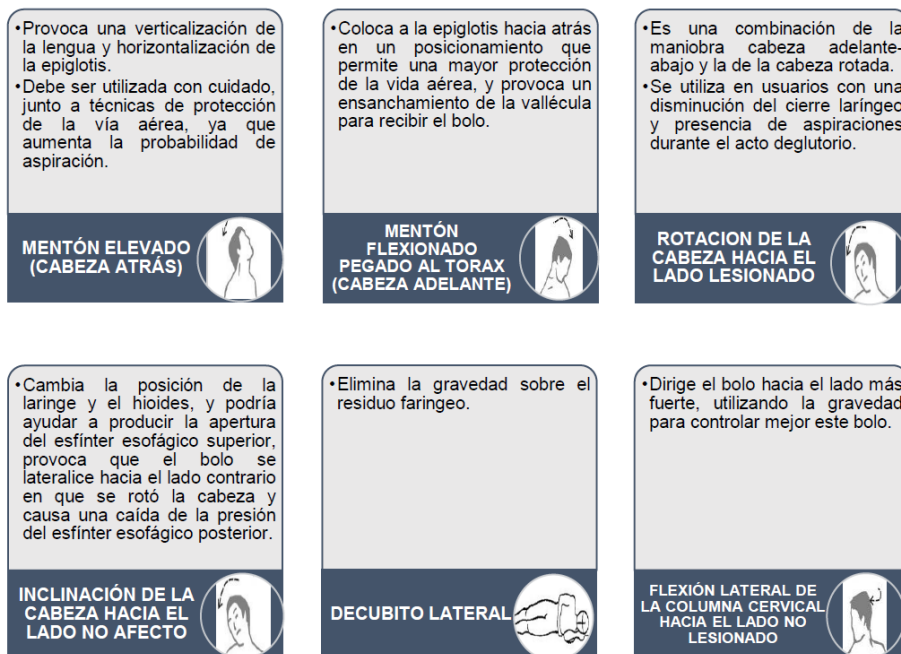 •Provoca una verticalización de
la lengua y horizontalización de
la epiglotis.
•Debe ser utilizada con cuidado,
junto a técnicas de protección
de la vía aérea, ya que
aumenta la probabilidad de
aspiración.
MENTÓN ELEVADO
(CABEZA ATRÁS)
•Coloca a la epiglotis hacia atrás
en un posicionamiento que
permite una mayor protección
de la vida aérea, y provoca un
ensanchamiento de la vallécula
para recibir el bolo.
MENTÓN
FLEXIONADO
PEGADO AL TORAX
(CABEZA ADELANTE)
•Es una combinación de la
maniobra cabeza adelante-
abajo y la de la cabeza rotada.
•Se utiliza en usuarios con una
disminución del cierre laríngeo
y presencia de aspiraciones
durante el acto deglutorio.
ROTACION DE LA
CABEZA HACIA EL
LADO LESIONADO
•Cambia la posición de la
laringe y el hioides, y podría
ayudar a producir la apertura
del esfínter esofágico superior,
provoca que el bolo se
lateralice hacia el lado contrario
en que se rotó la cabeza y
causa una caída de la presión
del esfínter esofágico posterior.
INCLINACIÓN DE LA
CABEZA HACIA EL
LADO NO AFECTO
•Elimina la gravedad sobre el
residuo faringeo.
DECUBITO LATERAL
•Dirige el bolo hacia el lado más
fuerte, utilizando la gravedad
para controlar mejor este bolo.
FLEXIÓN LATERAL DE
LA COLUMNA CERVICAL
HACIA EL LADO NO
LESIONADO